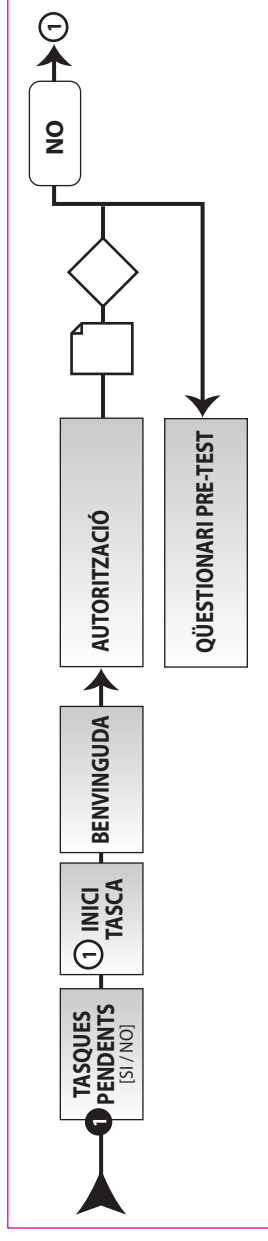 1
TASQUES
PENDENTS
[SI / NO]
1 INICI
TASCA
BENVINGUDA
AUTORITZACIÓ
QÜESTIONARI PRE-TEST
NO
1